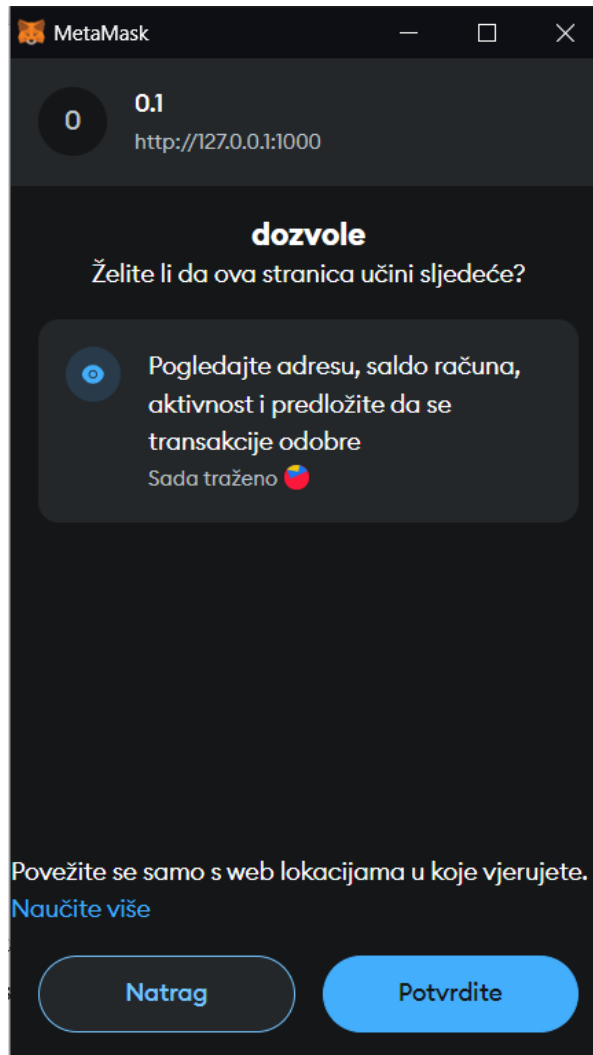 MetaMask
0
0.1
http://127.0.0.1:1000
dozvole
Želite li da ova stranica učini sljedeće?
Pogledajte adresu, saldo računa,
aktivnost i predložite da se
transakcije odobre
Sada traženo
Povežite se samo s web lokacijama u koje vjerujete.
Naučite više
Natrag
Potvrdite